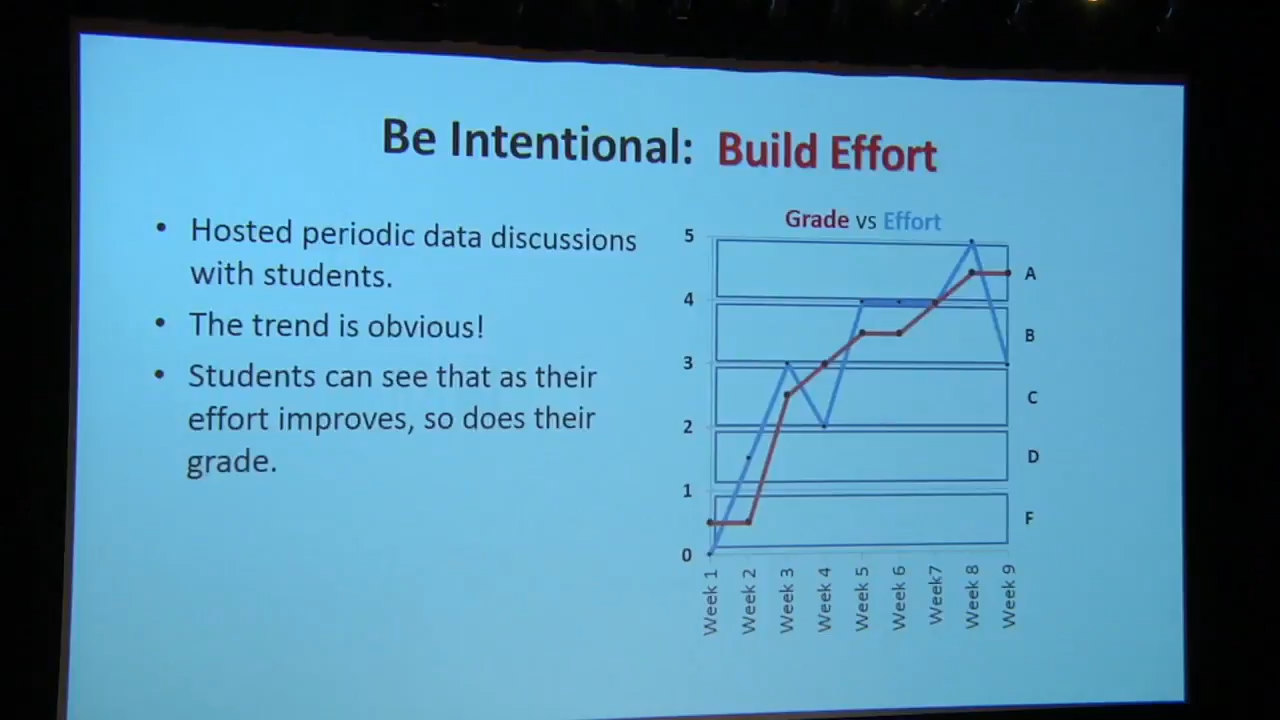 Be Intentional: Build Effort
• Hosted periodic data discussions
with students.
• The trend is obvious!
• Students can see that as their
effort improves, so does their
grade.
Grade vs Effort
5
4
3
2
1
0
A
B
C
D
F
Week 1
Week 2
Week 3
Week 4
Week 5
Week 6
Week7
Week 8
Week 9